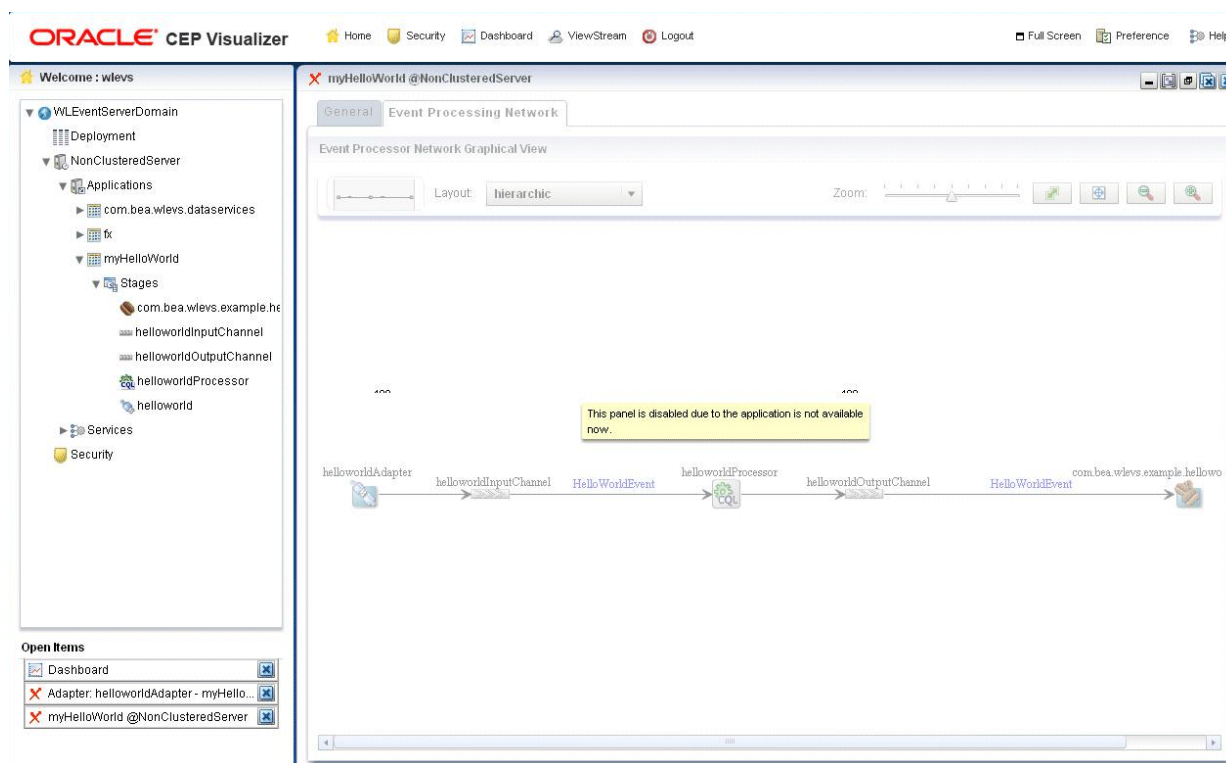 ORACLE CEP Visualizer
Home Security Dashboard ViewStream Logout
Full Screen Preference Help
Welcome : wlevs
WLEventServerDomain
Deployment
NonClusteredServer
Applications
com.bea.wlevs.dataservices
fx
myHelloWorld
Stages
com.bea.wlevs.example.he
helloworldInputChannel
helloworldOutputChannel
helloworldProcessor
helloworld
Services
Security
Open Items
Dashboard
Adapter: helloworldAdapter - myHello...
myHelloWorld @NonClusteredServer
myHelloWorld @NonClusteredServer
General Event Processing Network
Event Processor Network Graphical View
Layout: hierarchic Zoom:
This panel is disabled due to the application is not available
now.
helloworldAdapter
helloworldInputChannel
HelloWorldEvent
helloworldProcessor
CQL
helloworldOutputChannel
HelloWorldEvent
com.bea.wlevs.example.hellowo